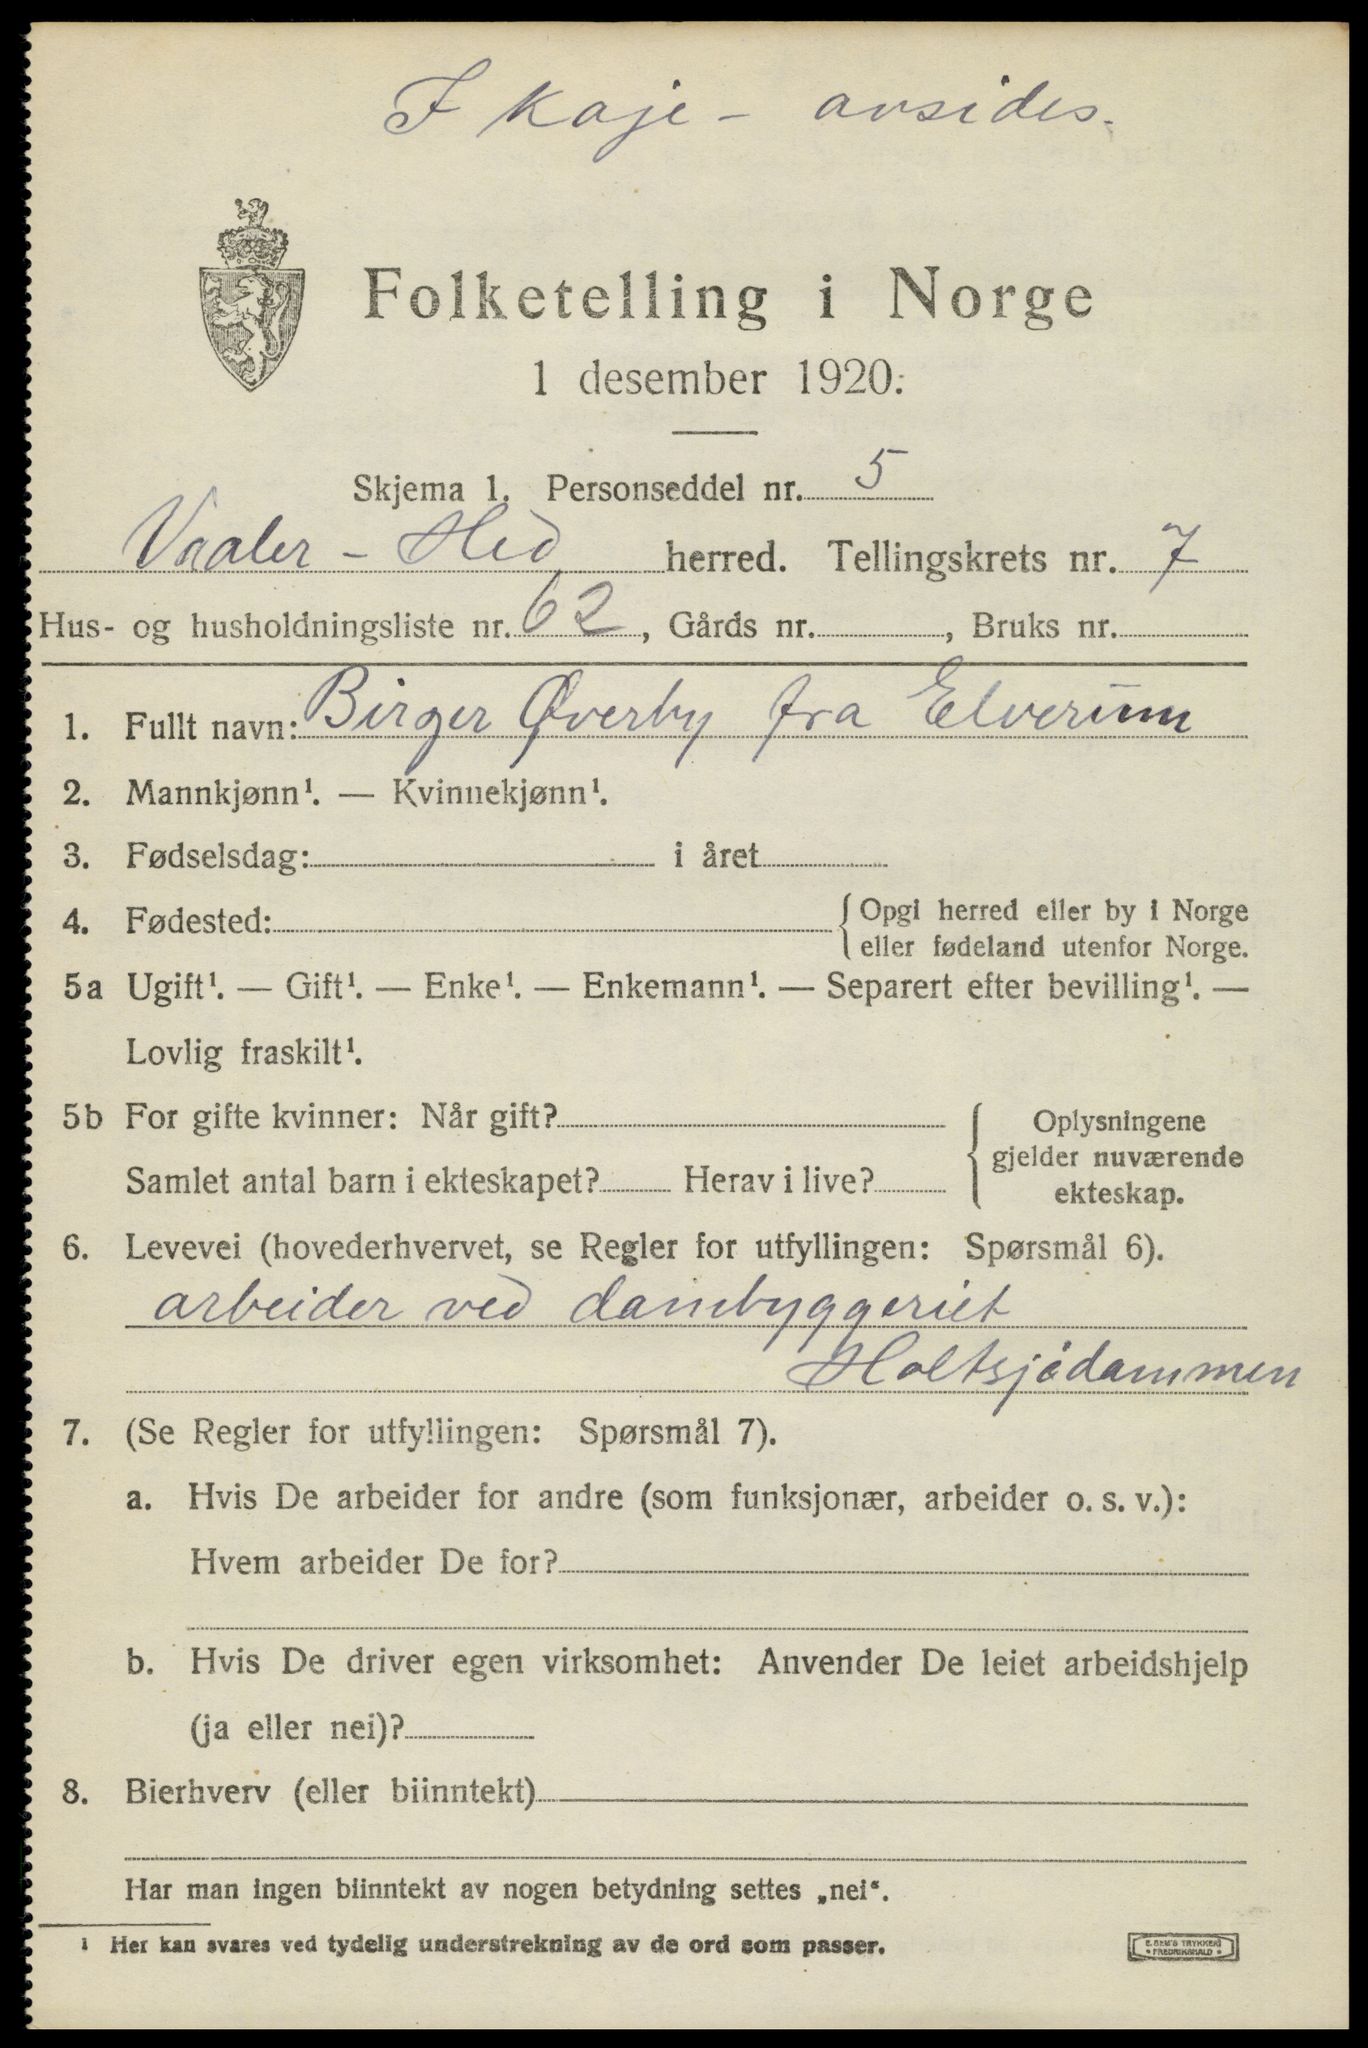 I koje - avsides.
Folketelling i Norge
1 desember 1920.
Skjema 1. Personseddel nr. 5
Vaaler - Hed herred. Tellingskrets nr. 7
Hus- og husholdningsliste nr. 62, Gårds nr. , Bruks nr.
1. Fullt navn: Birger Øverby fra Elverum
2. Mannkjønn¹. — Kvinnekjønn¹.
3. Fødselsdag: i året
4. Fødested: { Opgi herred eller by i Norge
eller fødeland utenfor Norge.
5a Ugift¹. — Gift¹. — Enke¹. — Enkemann¹. — Separert efter bevilling¹. —
Lovlig fraskilt¹.
5b For gifte kvinner: Når gift? { Oplysningene
gjelder nuværende
Samlet antal barn i ekteskapet? Herav i live? ekteskap.
6. Levevei (hovederhvervet, se Regler for utfyllingen: Spørsmål 6).
arbeider ved dambyggeriet
Holtsjødammen
7. (Se Regler for utfyllingen: Spørsmål 7).
a. Hvis De arbeider for andre (som funksjonær, arbeider o. s. v.):
Hvem arbeider De for?
b. Hvis De driver egen virksomhet: Anvender De leiet arbeidshjelp
(ja eller nei)?
8. Bierhverv (eller biinntekt)
Har man ingen biinntekt av nogen betydning settes „nei“.
¹ Her kan svares ved tydelig understrekning av de ord som passer.
E. SEM'S TRYKKERI
• FREDRIKSHALD •